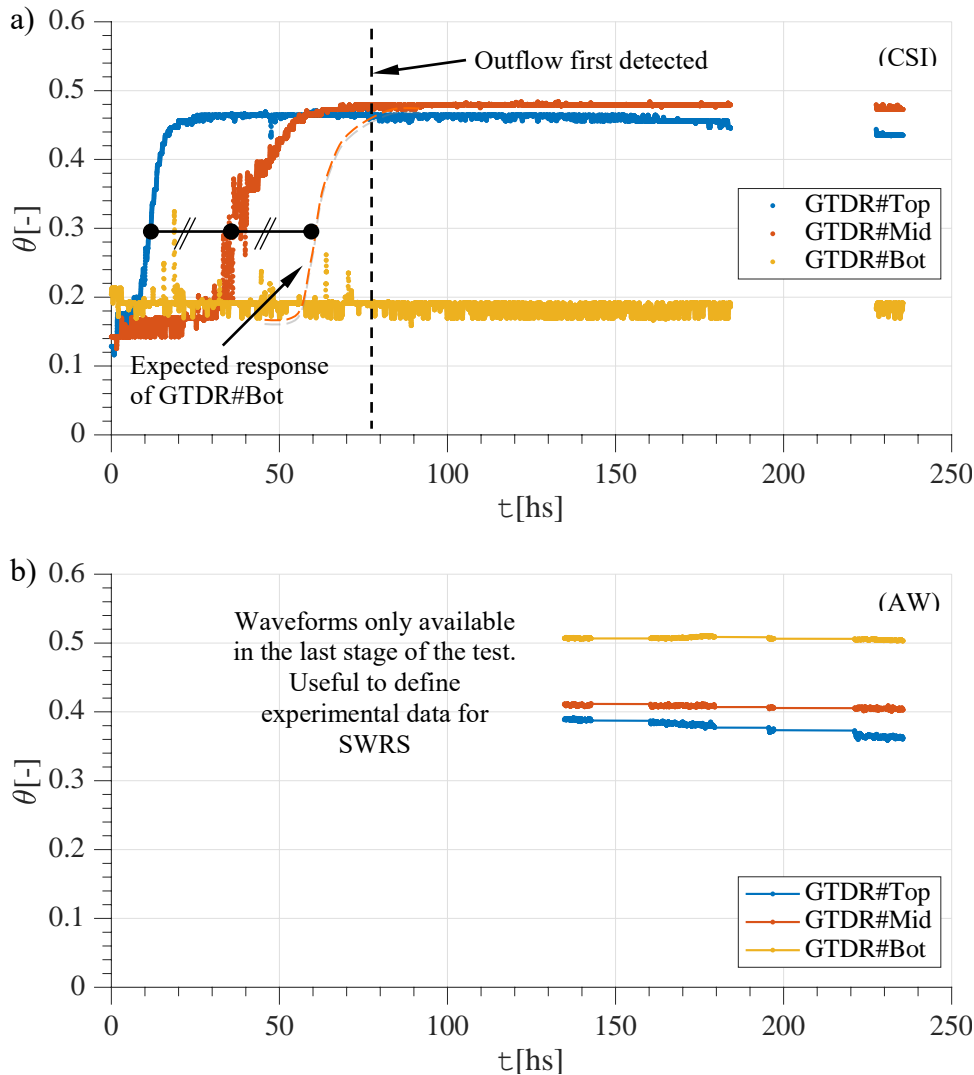 a)
0.6
0.5
0.4
0.3
0.2
0.1
0
θ[-]
Outflow first detected
(CSI)
GTDR#Top
GTDR#Mid
GTDR#Bot
Expected response
of GTDR#Bot
0 50 100 150 200 250
t[hs]
b)
0.6
0.5
0.4
0.3
0.2
0.1
0
θ[-]
Waveforms only available
in the last stage of the test.
Useful to define
experimental data for
SWRS
(AW)
GTDR#Top
GTDR#Mid
GTDR#Bot
0 50 100 150 200 250
t[hs]